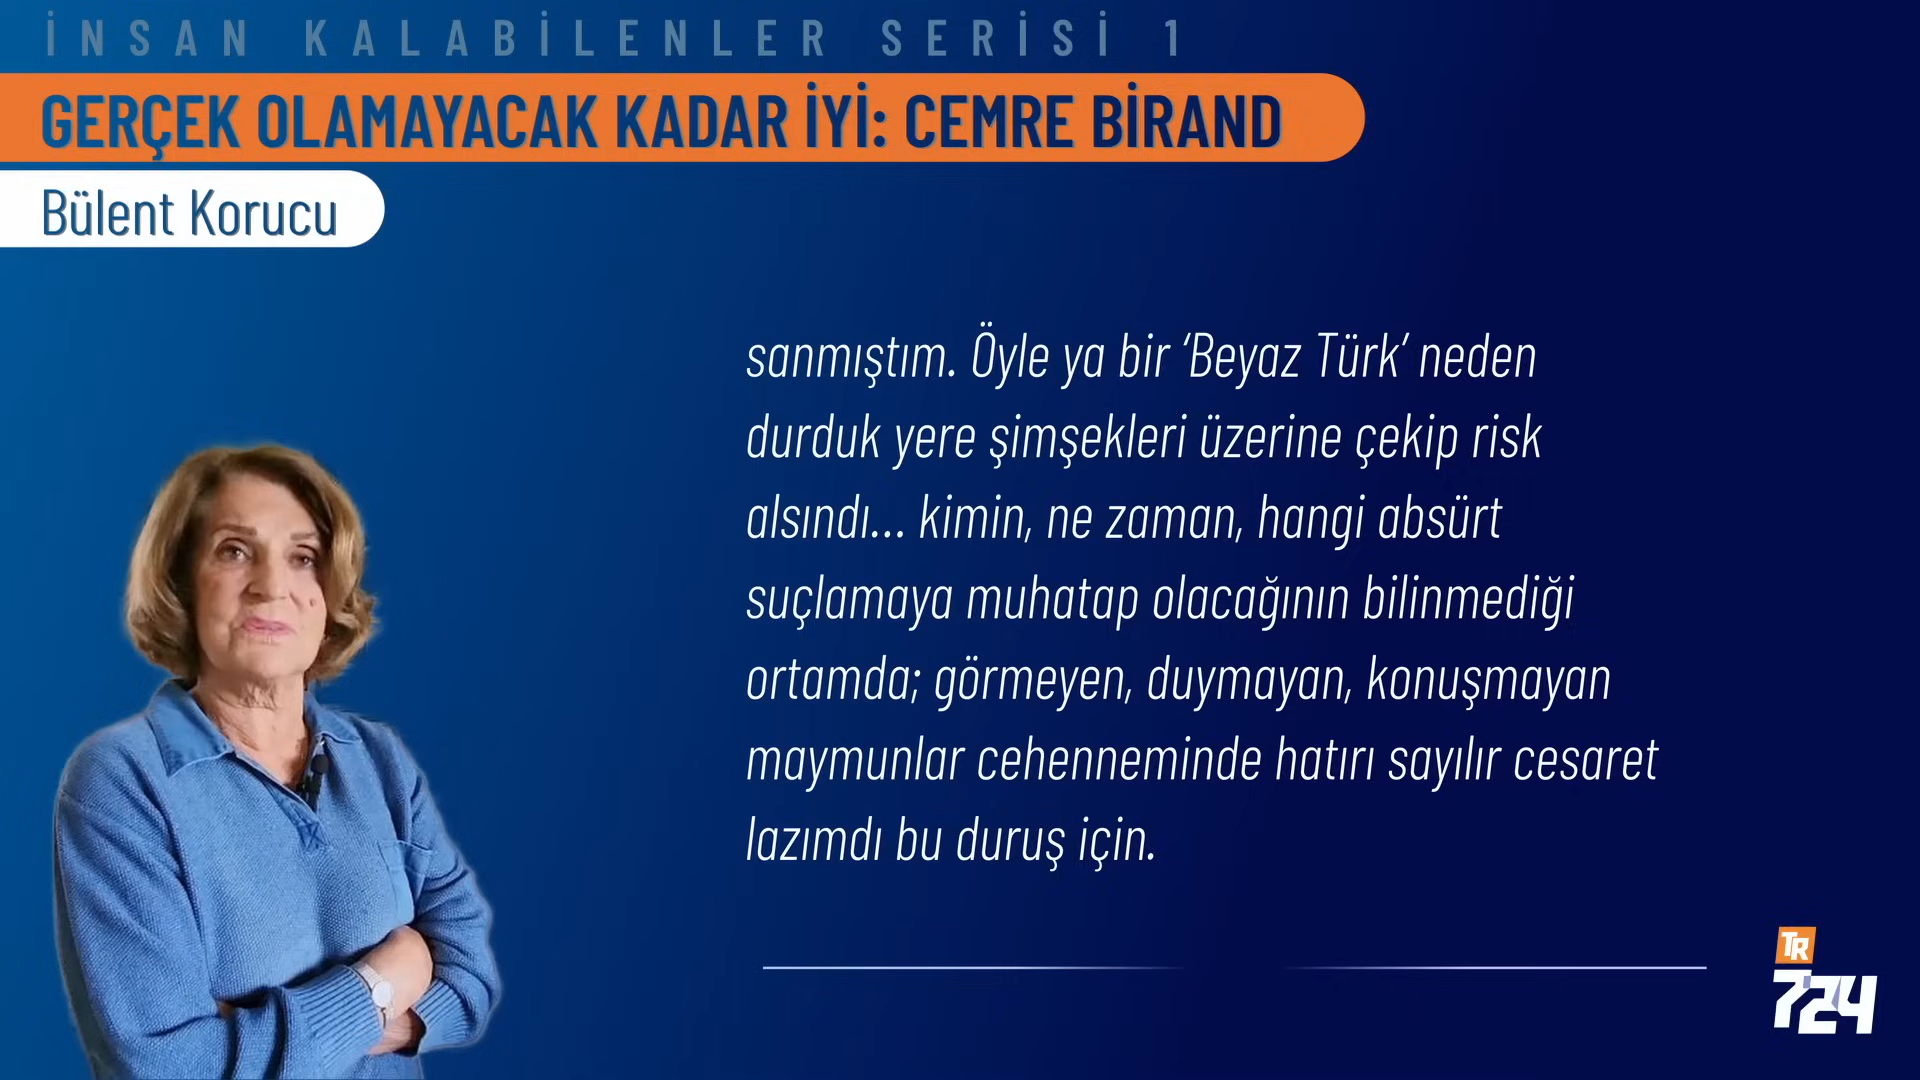 İNSAN KALABİLENLER SERİSİ 1
GERÇEK OLAMAYACAK KADAR İYİ: CEMRE BİRAND
Bülent Korucu
sanmıştım. Öyle ya bir ‘Beyaz Türk’ neden
durduk yere şimşekleri üzerine çekip risk
alsındı... kimin, ne zaman, hangi absürt
suçlamaya muhatap olacağının bilinmediği
ortamda; görmeyen, duymayan, konuşmayan
maymunlar cehenneminde hatırı sayılır cesaret
lazımdı bu duruş için.
TR
724